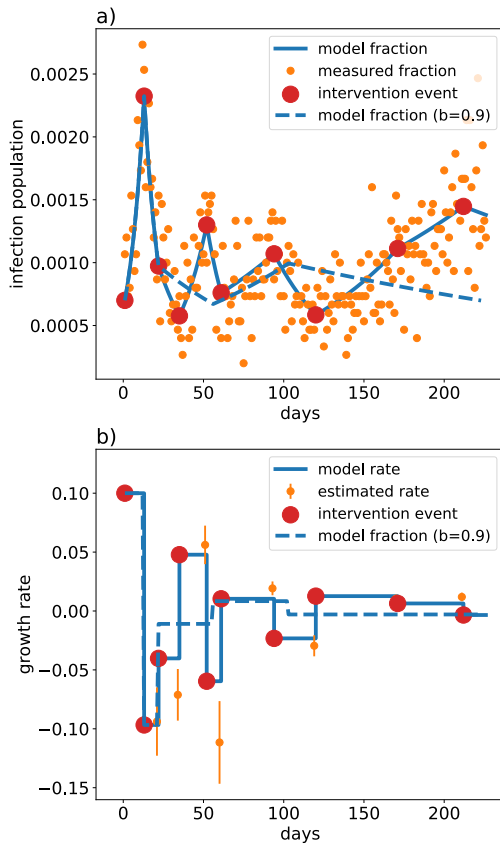 a)
model fraction
measured fraction
intervention event
model fraction (b=0.9)
0.0025
0.0020
0.0015
0.0010
0.0005
infection population
0 50 100 150 200
days
b)
model rate
estimated rate
intervention event
model fraction (b=0.9)
0.10
0.05
0.00
−0.05
−0.10
−0.15
growth rate
0 50 100 150 200
days